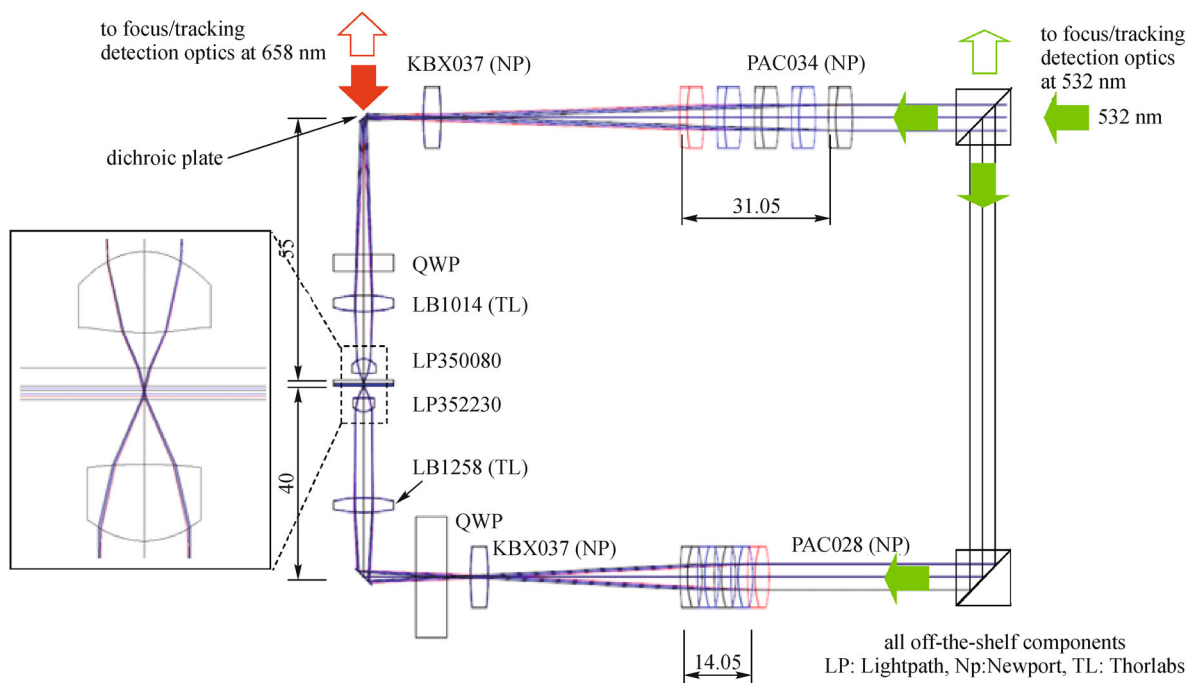 to focus/tracking
detection optics at 658 nm
KBX037 (NP)
PAC034 (NP)
to focus/tracking
detection optics
at 532 nm
532 nm
dichroic plate
31.05
55
QWP
LB1014 (TL)
LP350080
LP352230
40
LB1258 (TL)
QWP
KBX037 (NP)
PAC028 (NP)
14.05
all off-the-shelf components
LP: Lightpath, Np:Newport, TL: Thorlabs